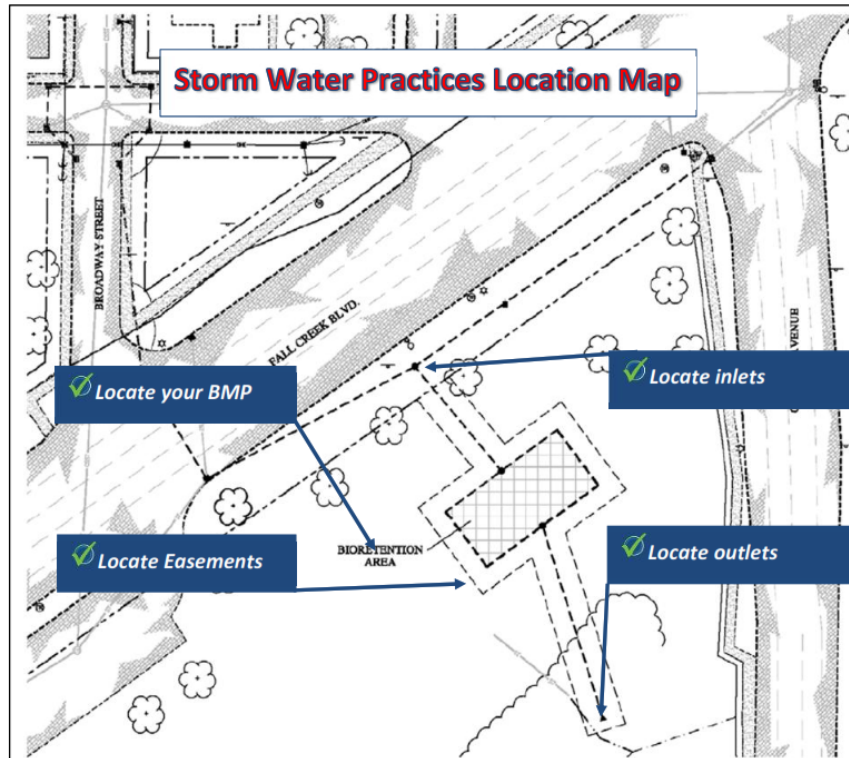 Storm Water Practices Location Map
BROADWAY STREET
FALL CREEK BLVD.
AVENUE
Locate your BMP
Locate inlets
BIORETENTION
AREA
Locate Easements
Locate outlets